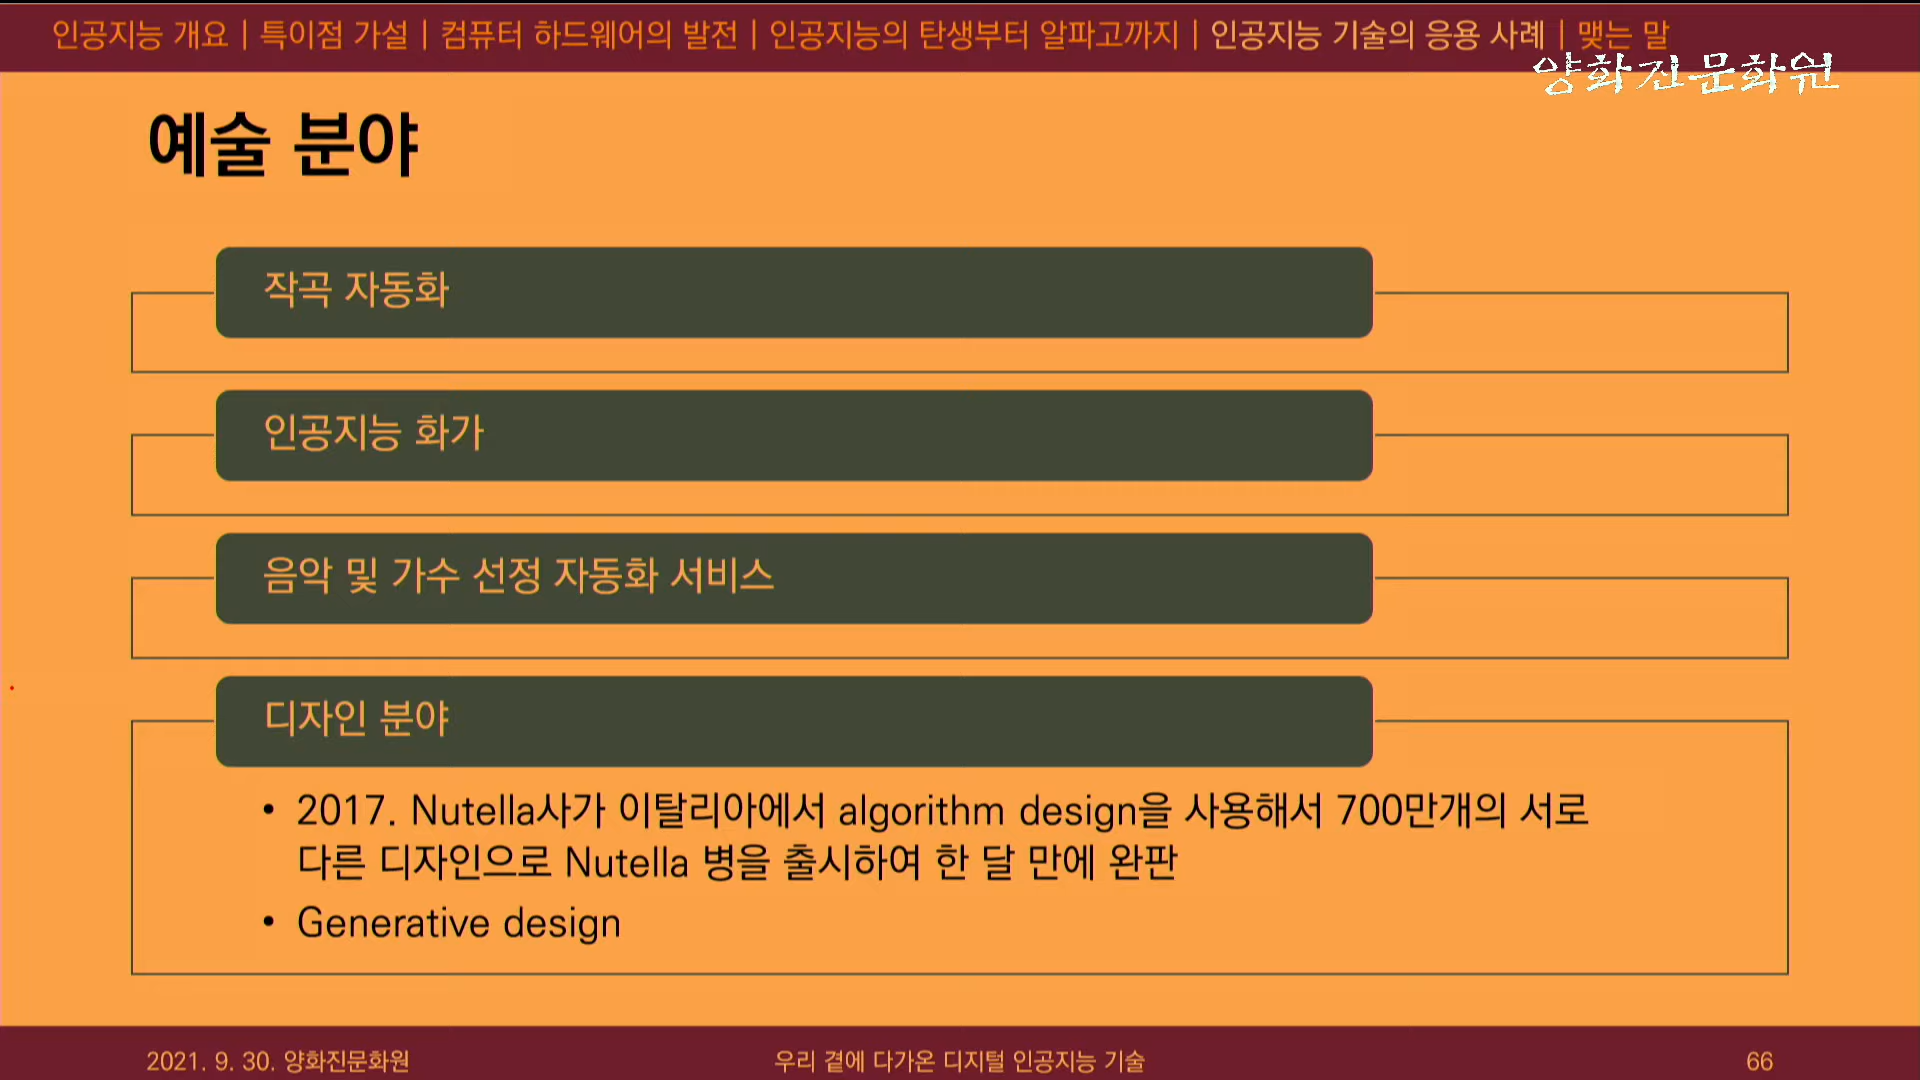 인공지능 개요 | 특이점 가설 | 컴퓨터 하드웨어의 발전 | 인공지능의 탄생부터 알파고까지 | 인공지능 기술의 응용 사례 | 맺는 말
양화진문화원
예술 분야
작곡 자동화
인공지능 화가
음악 및 가수 선정 자동화 서비스
디자인 분야
• 2017. Nutella사가 이탈리아에서 algorithm design을 사용해서 700만개의 서로
다른 디자인으로 Nutella 병을 출시하여 한 달 만에 완판
• Generative design
2021. 9. 30. 양화진문화원
우리 곁에 다가온 디지털 인공지능 기술
66